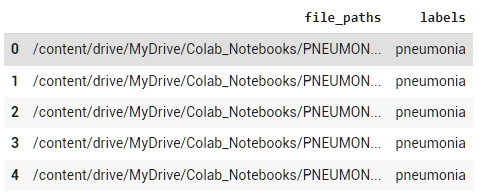 file_paths labels
0 /content/drive/MyDrive/Colab_Notebooks/PNEUMON... pneumonia
1 /content/drive/MyDrive/Colab_Notebooks/PNEUMON... pneumonia
2 /content/drive/MyDrive/Colab_Notebooks/PNEUMON... pneumonia
3 /content/drive/MyDrive/Colab_Notebooks/PNEUMON... pneumonia
4 /content/drive/MyDrive/Colab_Notebooks/PNEUMON... pneumonia